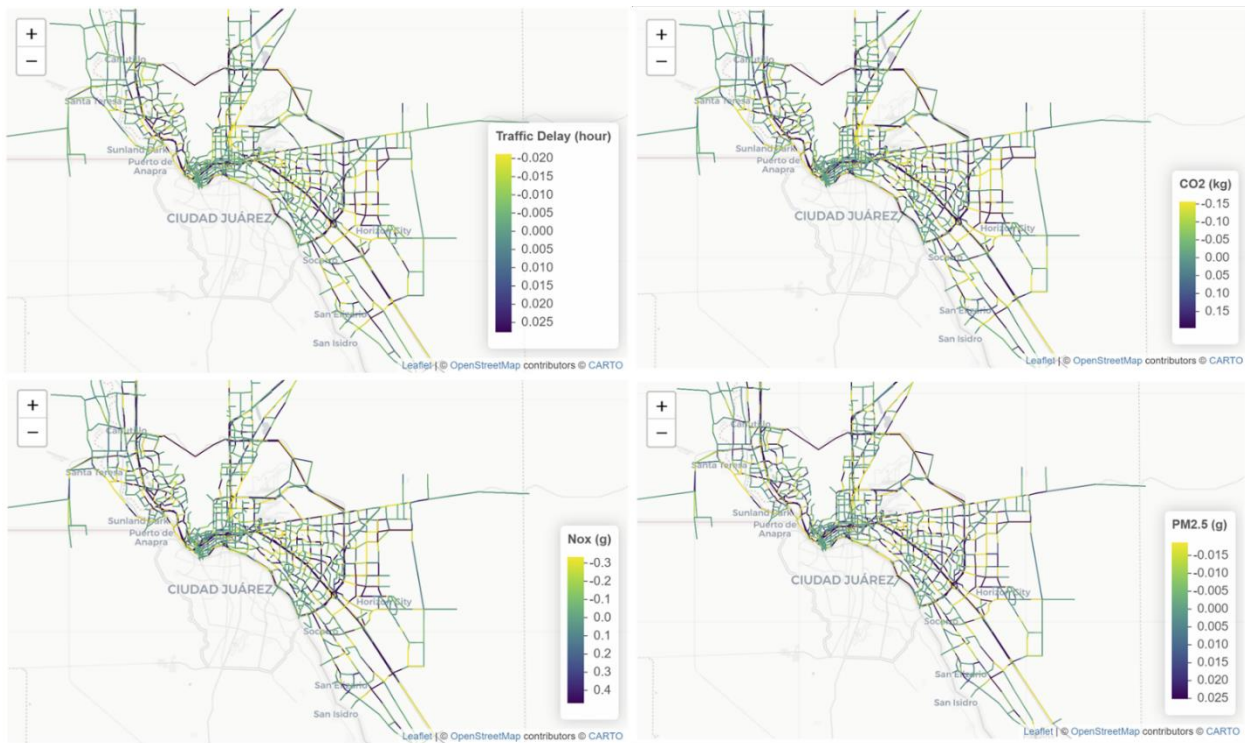 +
−
Canutillo
Santa Teresa
Sunland Park
Puerto de
Anapra
CIUDAD JUÁREZ
Horizon City
Socorro
San Elizario
San Isidro
Traffic Delay (hour)
-0.020
-0.015
-0.010
-0.005
0.000
0.005
0.010
0.015
0.020
0.025
Leaflet | © OpenStreetMap contributors © CARTO
+
−
Canutillo
Santa Teresa
Sunland Park
Puerto de
Anapra
CIUDAD JUÁREZ
Horizon City
Socorro
San Elizario
San Isidro
CO2 (kg)
-0.15
-0.10
-0.05
0.00
0.05
0.10
0.15
Leaflet | © OpenStreetMap contributors © CARTO
+
−
Canutillo
Santa Teresa
Sunland Park
Puerto de
Anapra
CIUDAD JUÁREZ
Horizon City
Socorro
San Elizario
San Isidro
Nox (g)
-0.3
-0.2
-0.1
0.0
0.1
0.2
0.3
0.4
Leaflet | © OpenStreetMap contributors © CARTO
+
−
Canutillo
Santa Teresa
Sunland Park
Puerto de
Anapra
CIUDAD JUÁREZ
Horizon City
Socorro
San Elizario
San Isidro
PM2.5 (g)
-0.015
-0.010
-0.005
0.000
0.005
0.010
0.015
0.020
0.025
Leaflet | © OpenStreetMap contributors © CARTO